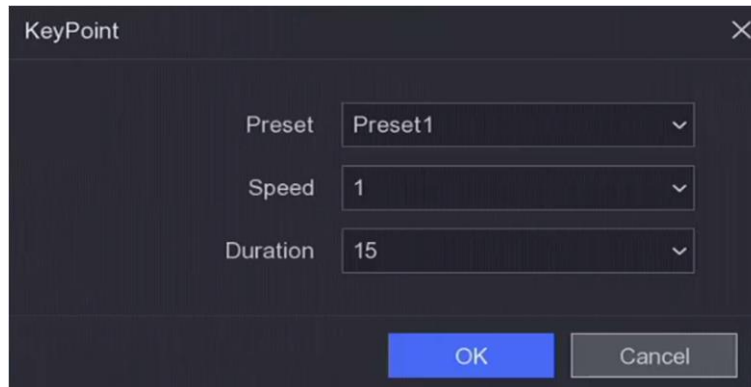 KeyPoint
Preset Preset1
Speed 1
Duration 15
OK Cancel